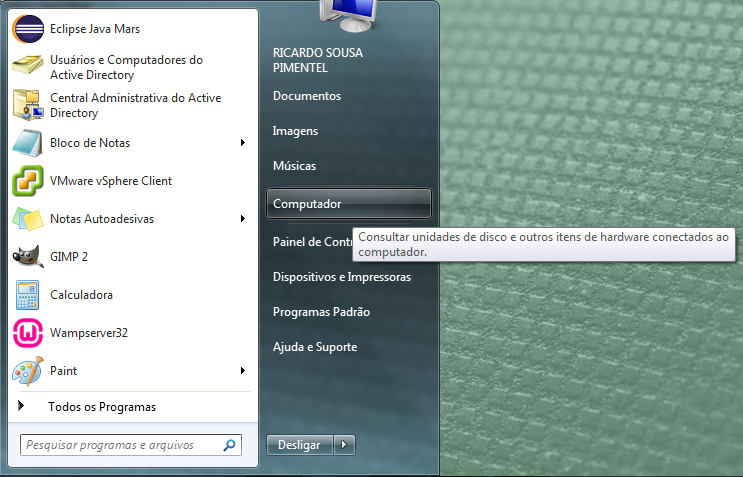 Eclipse Java Mars
Usuários e Computadores do
Active Directory
Central Administrativa do Active
Directory
Bloco de Notas
VMware vSphere Client
Notas Autoadesivas
GIMP 2
Calculadora
Wampserver32
Paint
Todos os Programas
Pesquisar programas e arquivos
RICARDO SOUSA
PIMENTEL
Documentos
Imagens
Músicas
Computador
Painel de Contr
Consultar unidades de disco e outros itens de hardware conectados ao
computador.
Dispositivos e Impressoras
Programas Padrão
Ajuda e Suporte
Desligar